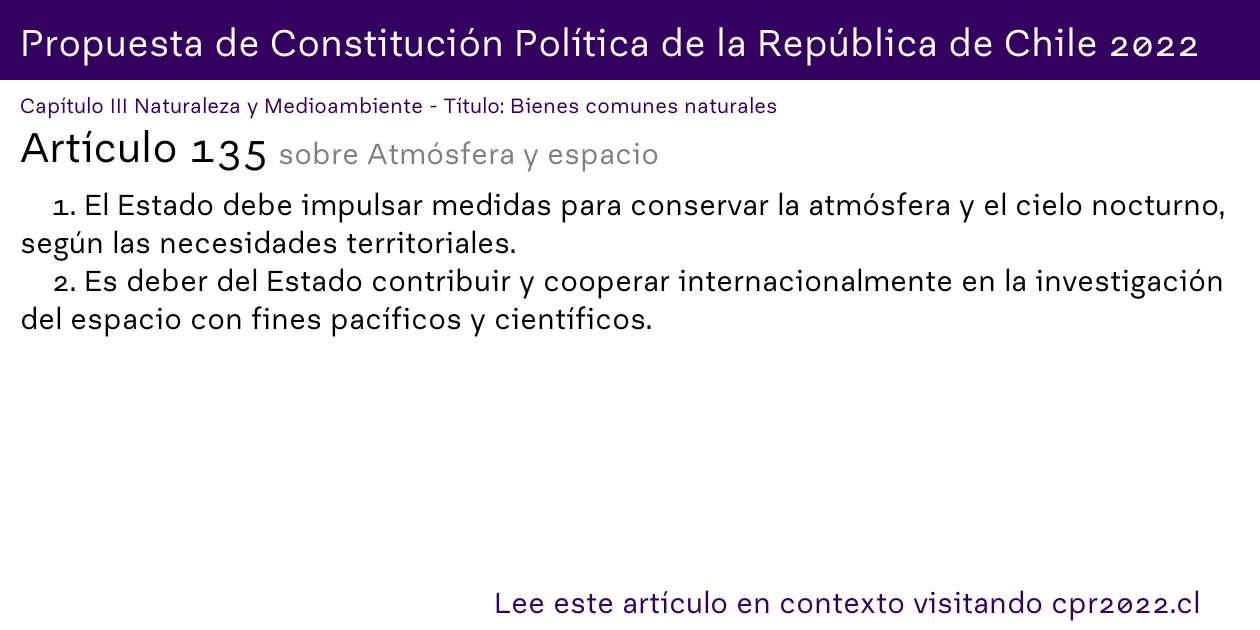 Propuesta de Constitución Política de la República de Chile 2022
Capítulo III Naturaleza y Medioambiente - Título: Bienes comunes naturales
Artículo 135 sobre Atmósfera y espacio
1. El Estado debe impulsar medidas para conservar la atmósfera y el cielo nocturno,
según las necesidades territoriales.
2. Es deber del Estado contribuir y cooperar internacionalmente en la investigación
del espacio con fines pacíficos y científicos.
Lee este artículo en contexto visitando cpr2022.cl